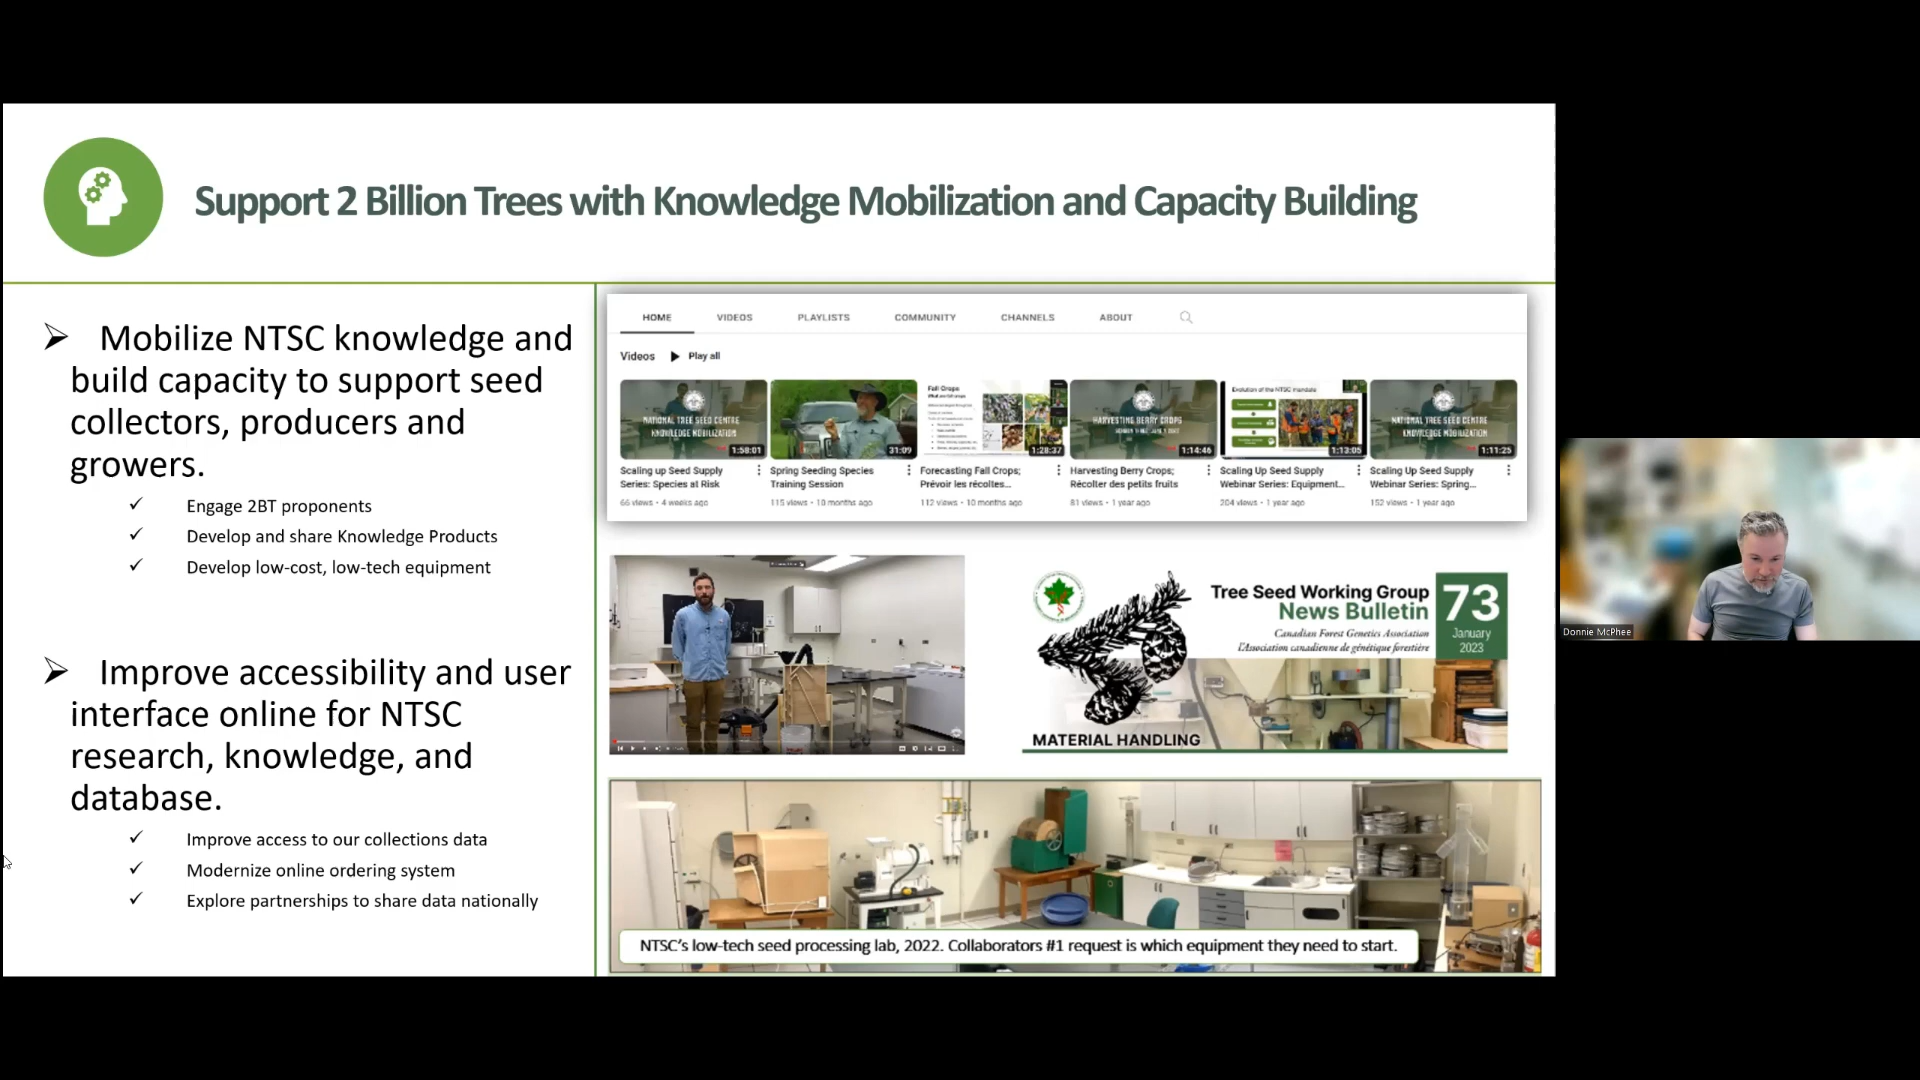 Support 2 Billion Trees with Knowledge Mobilization and Capacity Building
➢ Mobilize NTSC knowledge and
build capacity to support seed
collectors, producers and
growers.
✓ Engage 2BT proponents
✓ Develop and share Knowledge Products
✓ Develop low-cost, low-tech equipment
➢ Improve accessibility and user
interface online for NTSC
research, knowledge, and
database.
✓ Improve access to our collections data
✓ Modernize online ordering system
✓ Explore partnerships to share data nationally
HOME VIDEOS PLAYLISTS COMMUNITY CHANNELS ABOUT
Videos Play all
NATIONAL TREE SEED CENTRE
KNOWLEDGE MOBILIZATION
1:58:01
Scaling up Seed Supply
Series: Species at Risk
66 views • 4 weeks ago
31:09
Spring Seeding Species
Training Session
115 views • 10 months ago
Fall Crops
1:28:37
Forecasting Fall Crops;
Prévoir les récoltes...
112 views • 10 months ago
HARVESTING BERRY CROPS
1:14:46
Harvesting Berry Crops;
Récolter des petits fruits
81 views • 1 year ago
Evolution of the NTSC mandate
1:13:05
Scaling Up Seed Supply
Webinar Series: Equipment...
204 views • 1 year ago
NATIONAL TREE SEED CENTRE
KNOWLEDGE MOBILIZATION
1:11:25
Scaling Up Seed Supply
Webinar Series: Spring...
152 views • 1 year ago
Tree Seed Working Group
News Bulletin
73
January
2023
Canadian Forest Genetics Association
l'Association canadienne de génétique forestière
MATERIAL HANDLING
NTSC's low-tech seed processing lab, 2022. Collaborators #1 request is which equipment they need to start.
Donnie McPhee